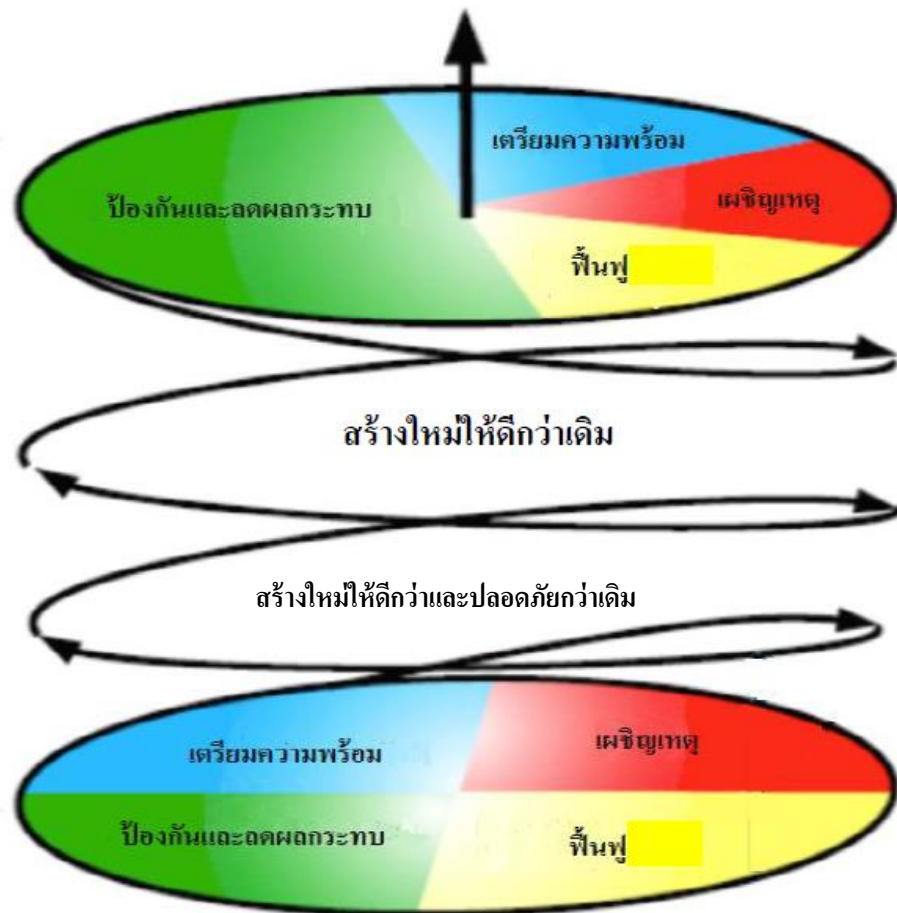 เตรียมความพร้อม
ป้องกันและลดผลกระทบ
เผชิญเหตุ
ฟื้นฟู
สร้างใหม่ให้ดีกว่าเดิม
สร้างใหม่ให้ดีกว่าและปลอดภัยกว่าเดิม
เตรียมความพร้อม
เผชิญเหตุ
ป้องกันและลดผลกระทบ
ฟื้นฟู